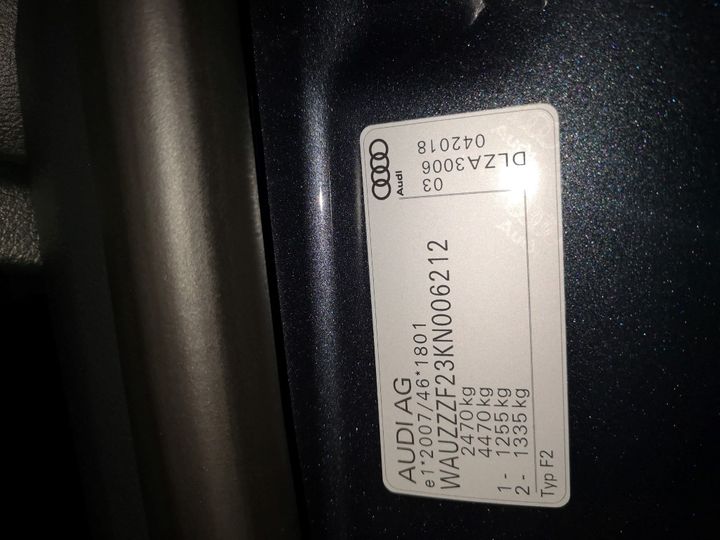 AUDI AG
e1*2007/46*1801
WAUZZZF23KN006212
2470 kg
4470 kg
1 - 1255 kg
2 - 1335 kg
Typ F2
Audi
03
DLZA3006
042018